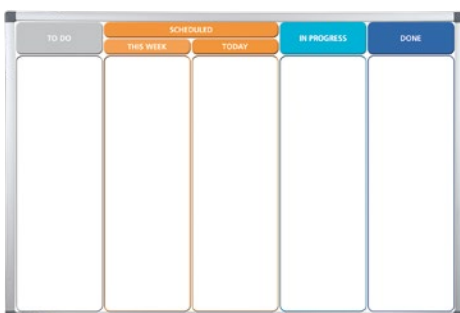 TO DO
SCHEDULED
THIS WEEK
TODAY
IN PROGRESS
DONE